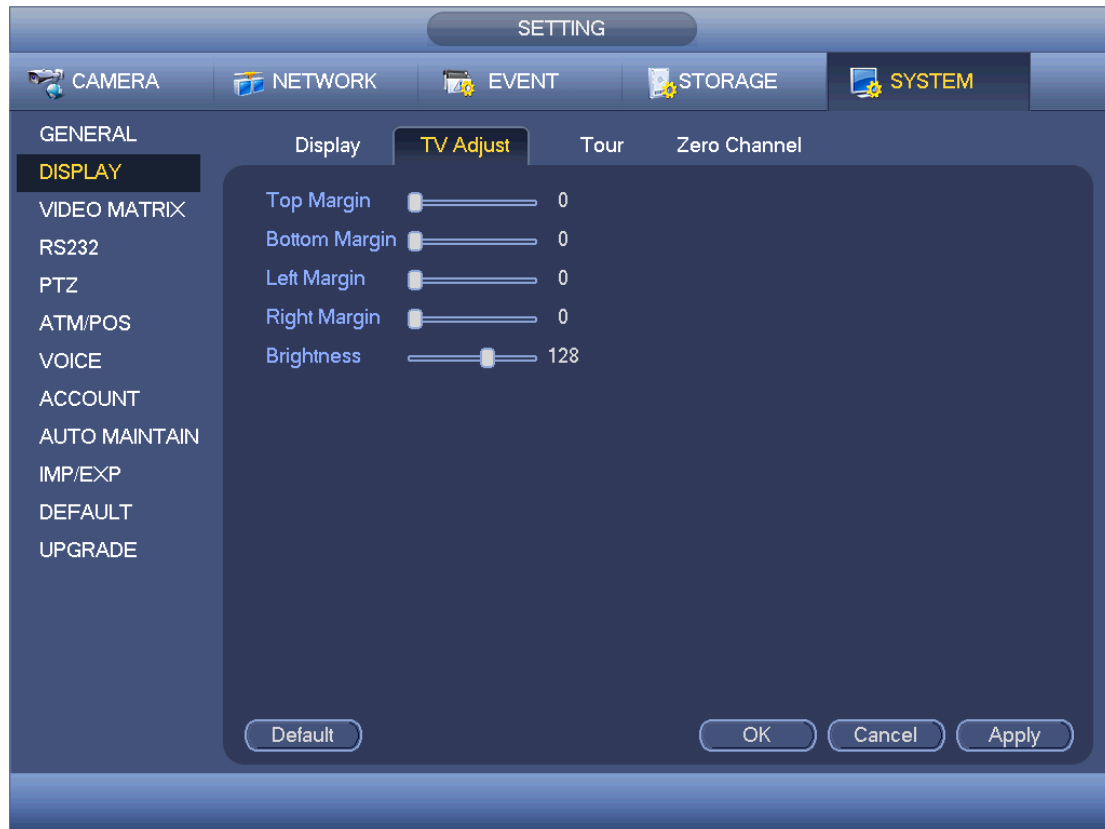 SETTING
CAMERA NETWORK EVENT STORAGE SYSTEM
GENERAL
DISPLAY
VIDEO MATRIX
RS232
PTZ
ATM/POS
VOICE
ACCOUNT
AUTO MAINTAIN
IMP/EXP
DEFAULT
UPGRADE
Display TV Adjust Tour Zero Channel
Top Margin 0
Bottom Margin 0
Left Margin 0
Right Margin 0
Brightness 128
Default OK Cancel Apply